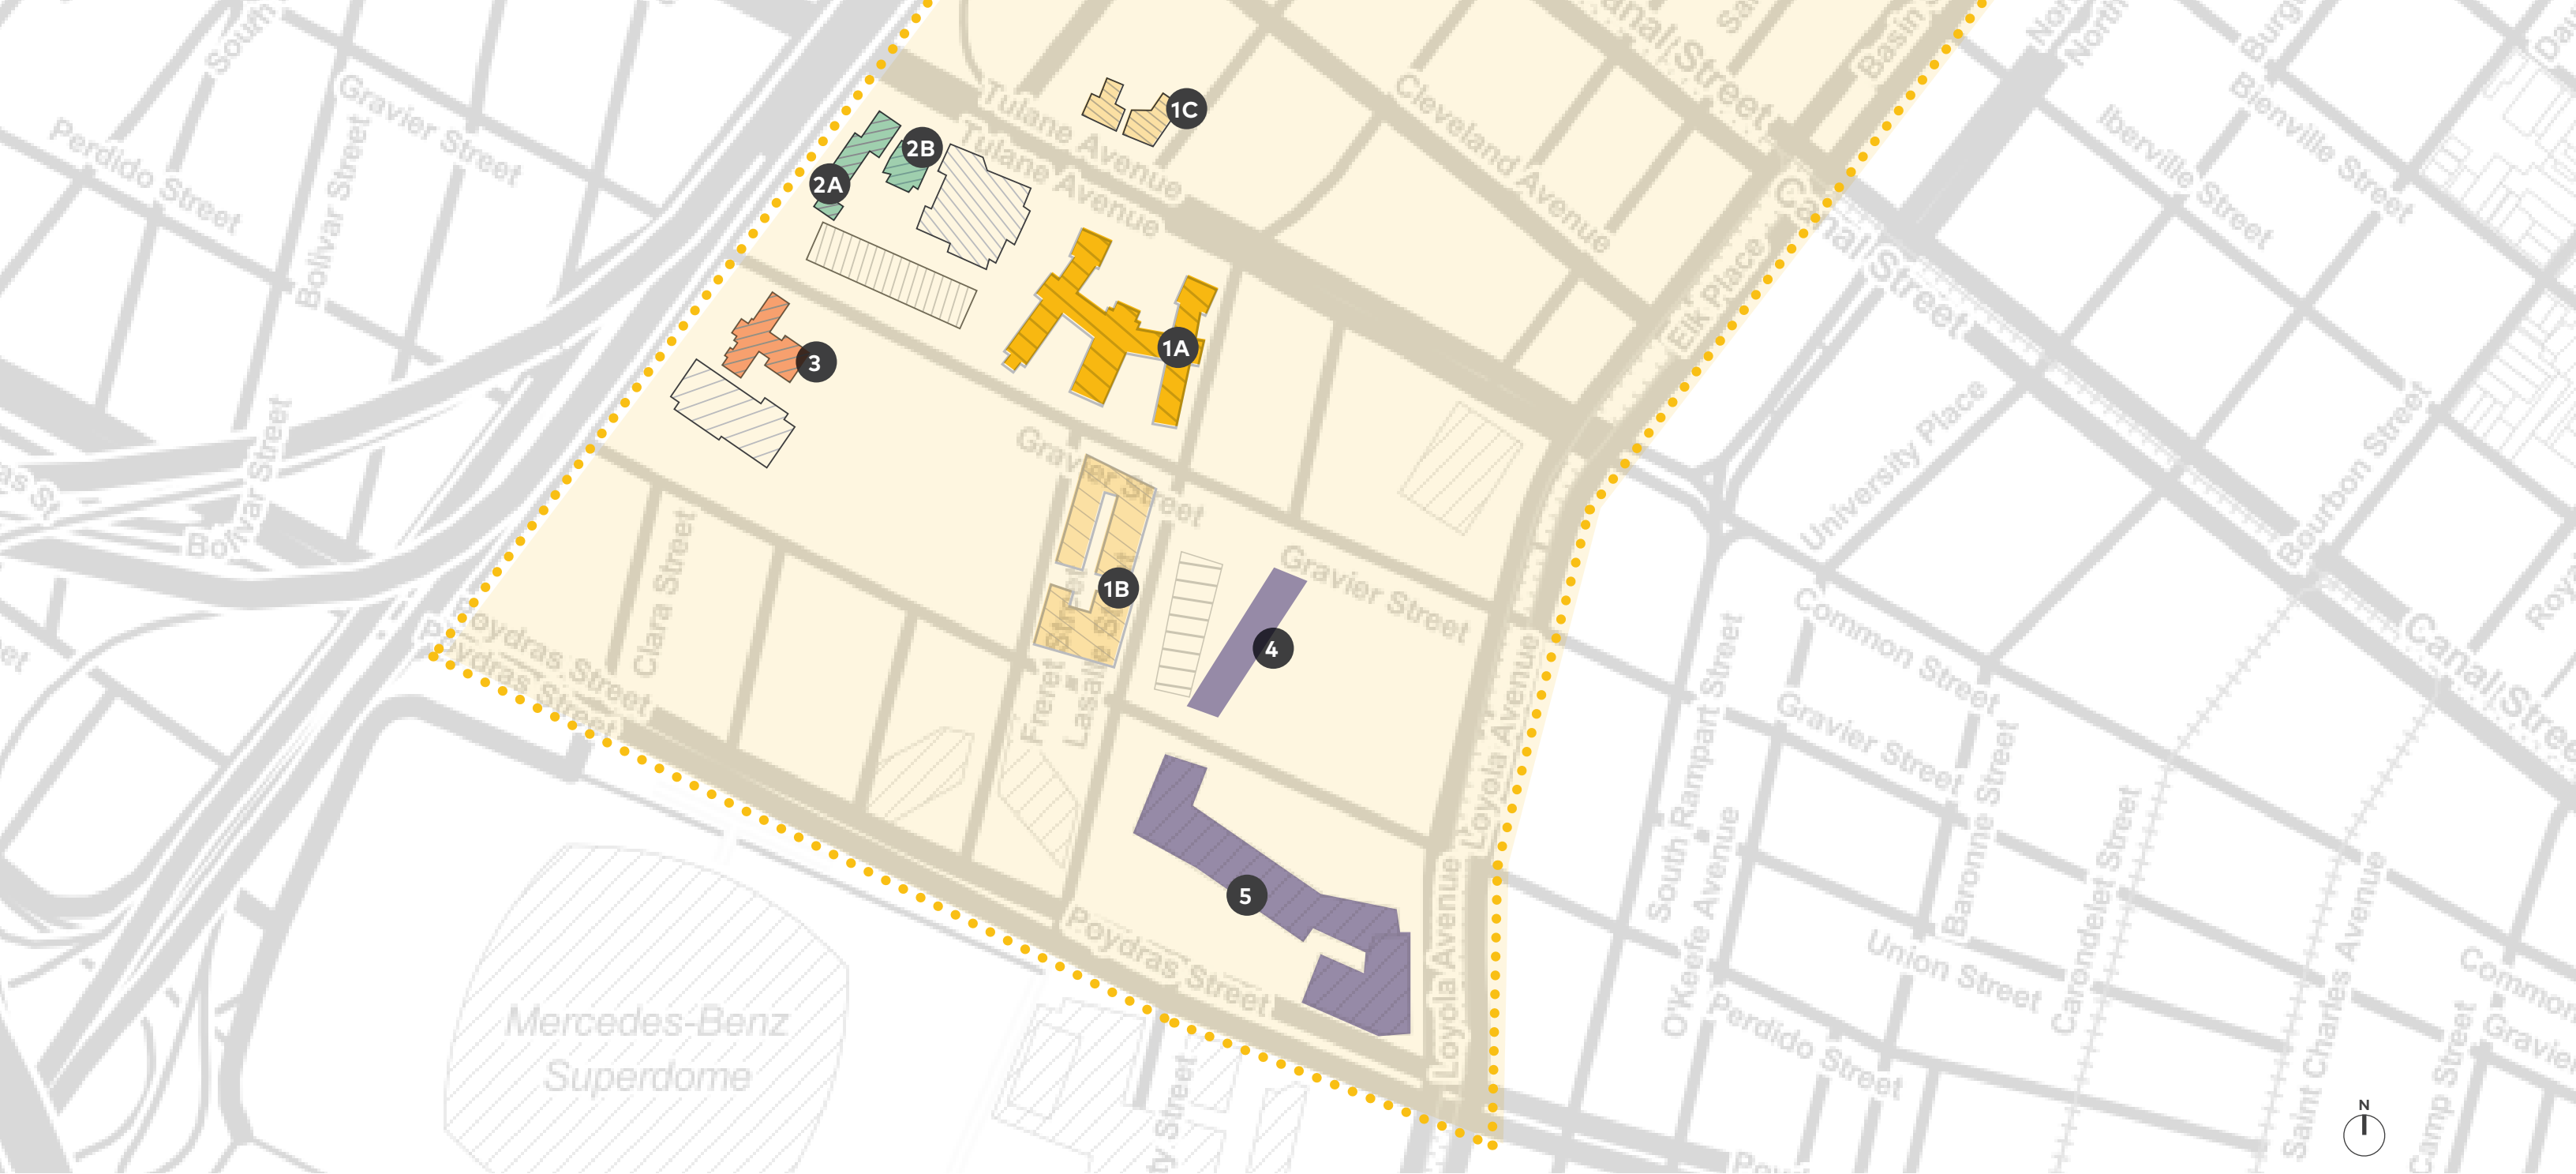 South
Gravier Street
Perdido Street
Bolivar Street
Bolivar Street
Tulane Avenue
Tulane Avenue
1C
2B
2A
Cleveland Avenue
Canal Street
Basin
North
Iberville Street
Bienville Street
Canal Street
Elk Place
3
1A
Gravier Street
University Place
Bourbon Street
Canal Street
Clara Street
1B
Gravier Street
4
Common Street
Poydras Street
Poydras Street
Freret Street
Lasalle Street
Loyola Avenue
South Rampart Street
Gravier Street
Baronne Street
5
Poydras Street
Loyola Avenue
O'Keefe Avenue
Union Street
Carondelet Street
Saint Charles Avenue
Common
Perdido Street
Camp Street
Mercedes-Benz
Superdome
N